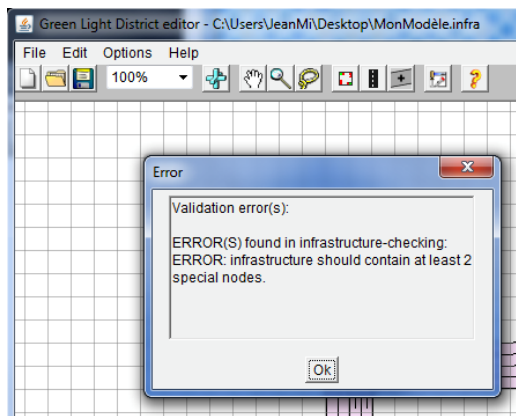 Green Light District editor - C:\Users\JeanMi\Desktop\MonModèle.infra
File Edit Options Help
100%
Error
Validation error(s):
ERROR(S) found in infrastructure-checking:
ERROR: infrastructure should contain at least 2
special nodes.
Ok